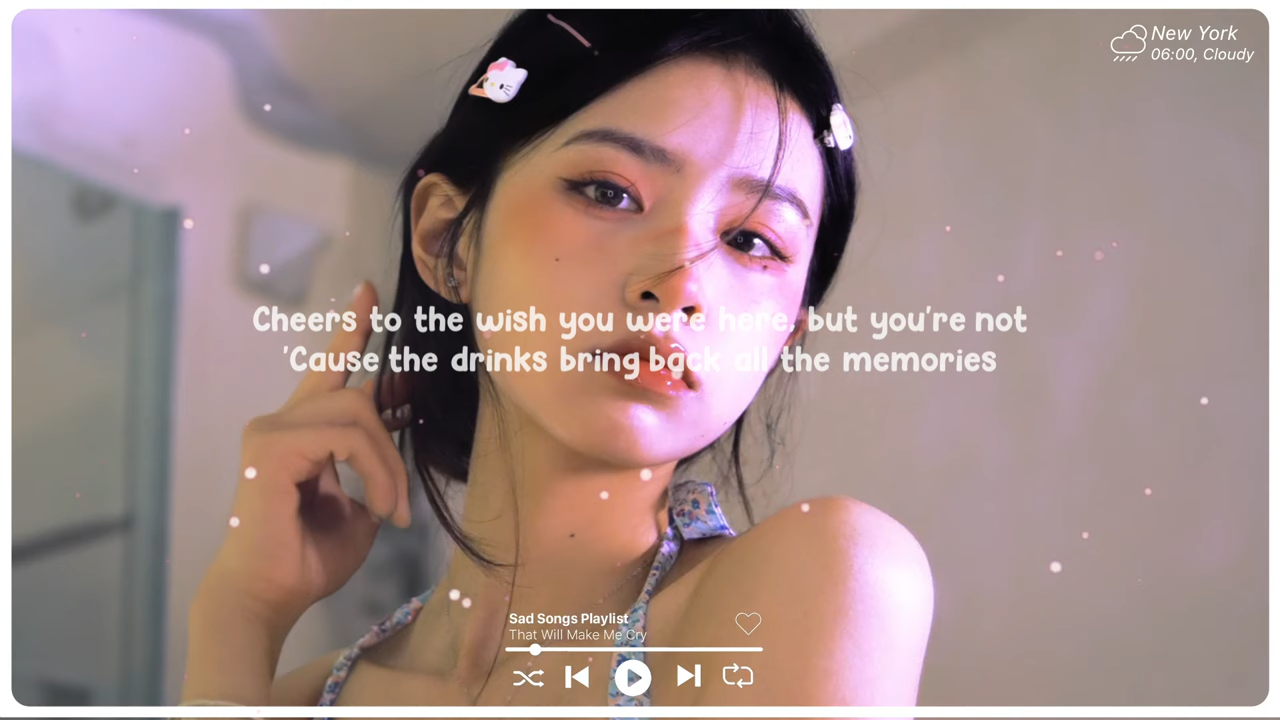 New York
06:00, Cloudy
Cheers to the wish you were here, but you're not
'Cause the drinks bring back all the memories
Sad Songs Playlist
That Will Make Me Cry